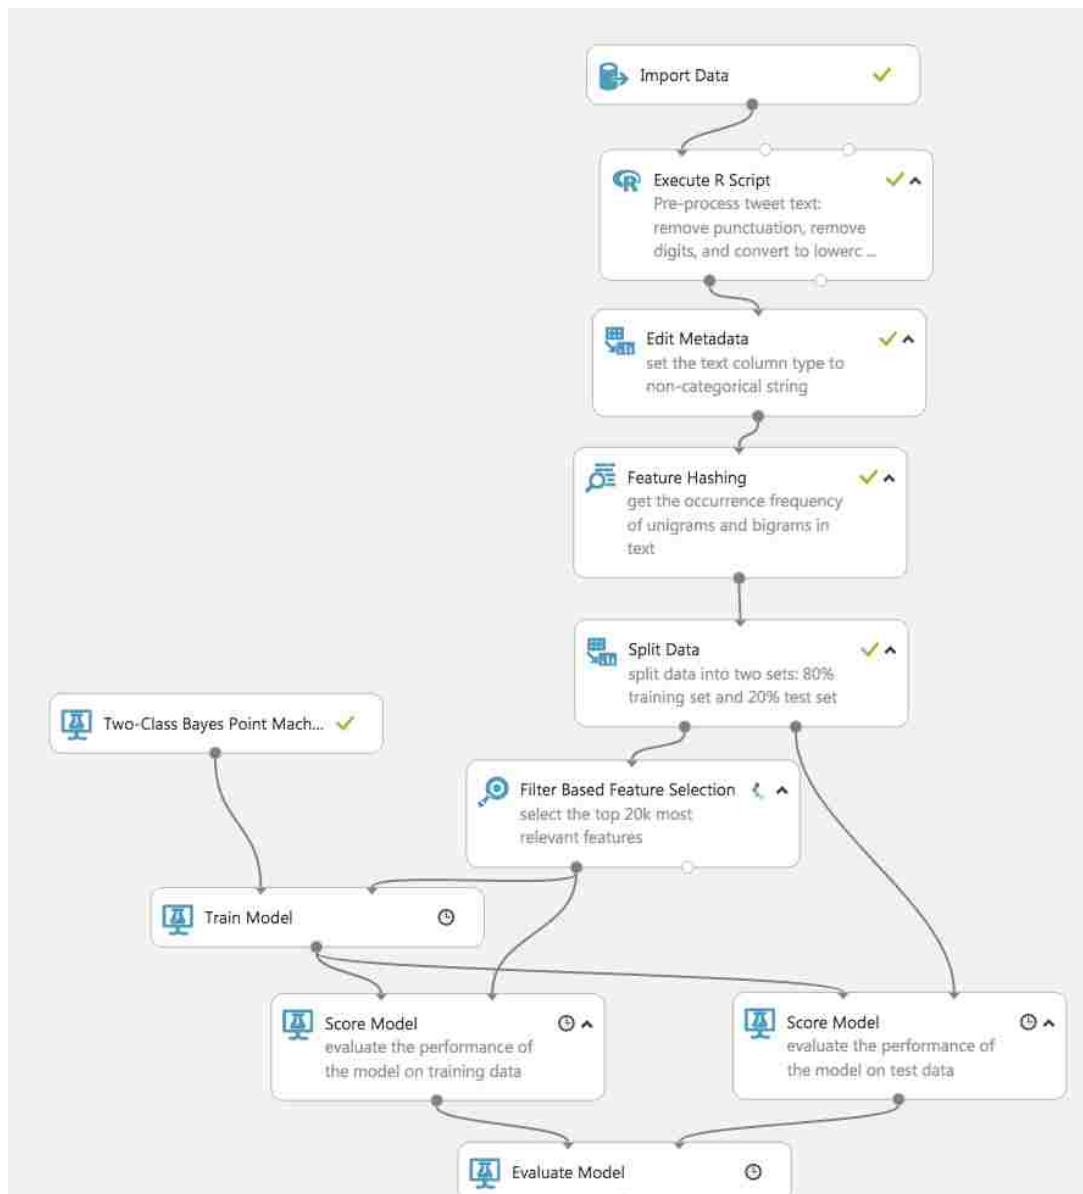 Import Data
Execute R Script
Pre-process tweet text:
remove punctuation, remove
digits, and convert to lowerc ...
Edit Metadata
set the text column type to
non-categorical string
Feature Hashing
get the occurrence frequency
of unigrams and bigrams in
text
Split Data
split data into two sets: 80%
training set and 20% test set
Two-Class Bayes Point Mach...
Filter Based Feature Selection
select the top 20k most
relevant features
Train Model
Score Model
evaluate the performance of
the model on training data
Score Model
evaluate the performance of
the model on test data
Evaluate Model